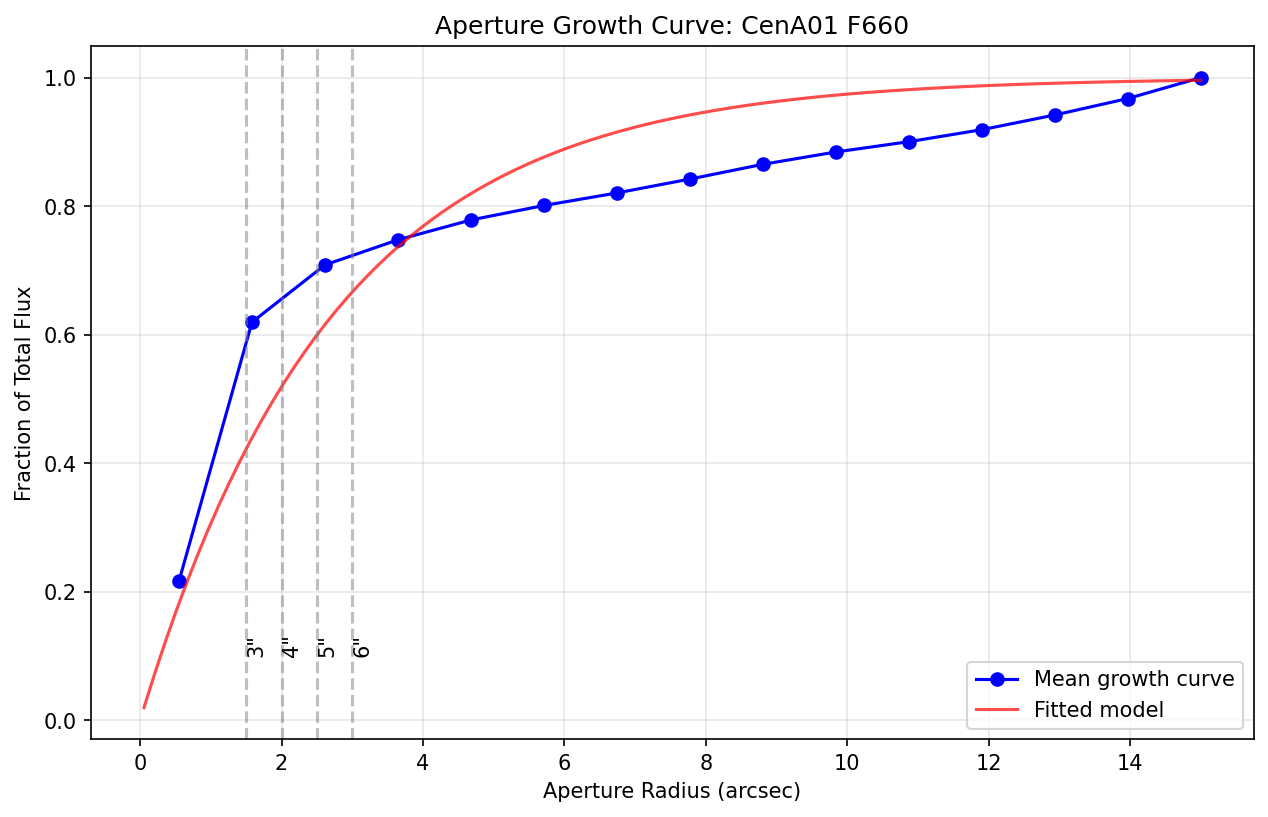 Aperture Growth Curve: CenA01 F660
Fraction of Total Flux
1.0
0.8
0.6
0.4
0.2
0.0
3"
4"
5"
6"
Mean growth curve
Fitted model
0 2 4 6 8 10 12 14
Aperture Radius (arcsec)